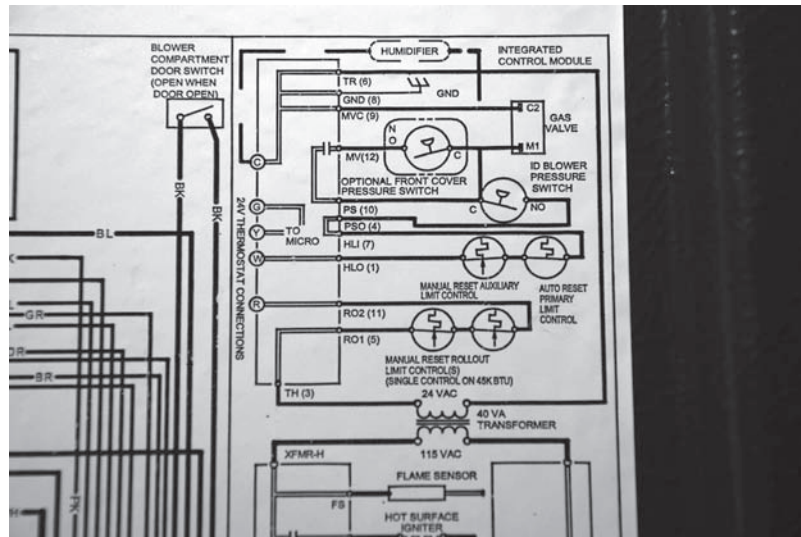 BLOWER
COMPARTMENT
DOOR SWITCH
(OPEN WHEN
DOOR OPEN)
HUMIDIFIER
INTEGRATED
CONTROL MODULE
TR (6)
GND (8)
GND
MVC (9)
C2
GAS
VALVE
M1
N
O
C
MV(12)
OPTIONAL FRONT COVER
PRESSURE SWITCH
ID BLOWER
PRESSURE
SWITCH
C
NO
C
G
Y
W
R
TO
MICRO
24V THERMOSTAT CONNECTIONS
PS (10)
PSO (4)
HLI (7)
HLO (1)
MANUAL RESET AUXILIARY
LIMIT CONTROL
AUTO RESET
PRIMARY
LIMIT
CONTROL
RO2 (11)
RO1 (5)
MANUAL RESET ROLLOUT
LIMIT CONTROL(S)
(SINGLE CONTROL ON 45K BTU)
TH (3)
24 VAC
40 VA
TRANSFORMER
115 VAC
XFMR-H
FLAME SENSOR
FS
HOT SURFACE
IGNITER
BK
BK
BL
GR
BR
PK